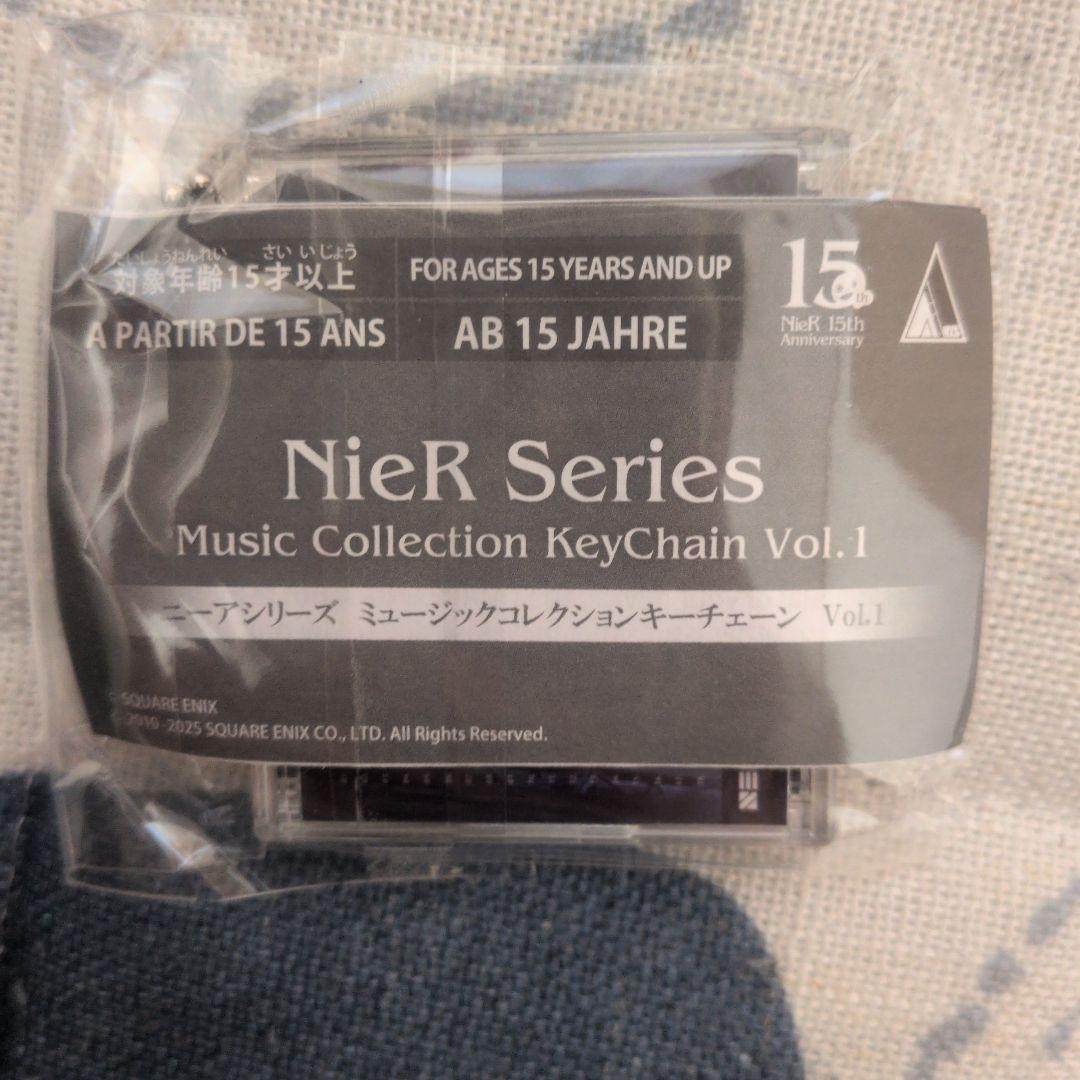 たいしょうねんれい さい いじょう
対象年齢15才以上
FOR AGES 15 YEARS AND UP
A PARTIR DE 15 ANS
AB 15 JAHRE
15th
NieR 15th
Anniversary
NieR Series
Music Collection KeyChain Vol.1
ニーアシリーズ ミュージックコレクションキーチェーン Vol.1
© SQUARE ENIX
© 2010-2025 SQUARE ENIX CO., LTD. All Rights Reserved.